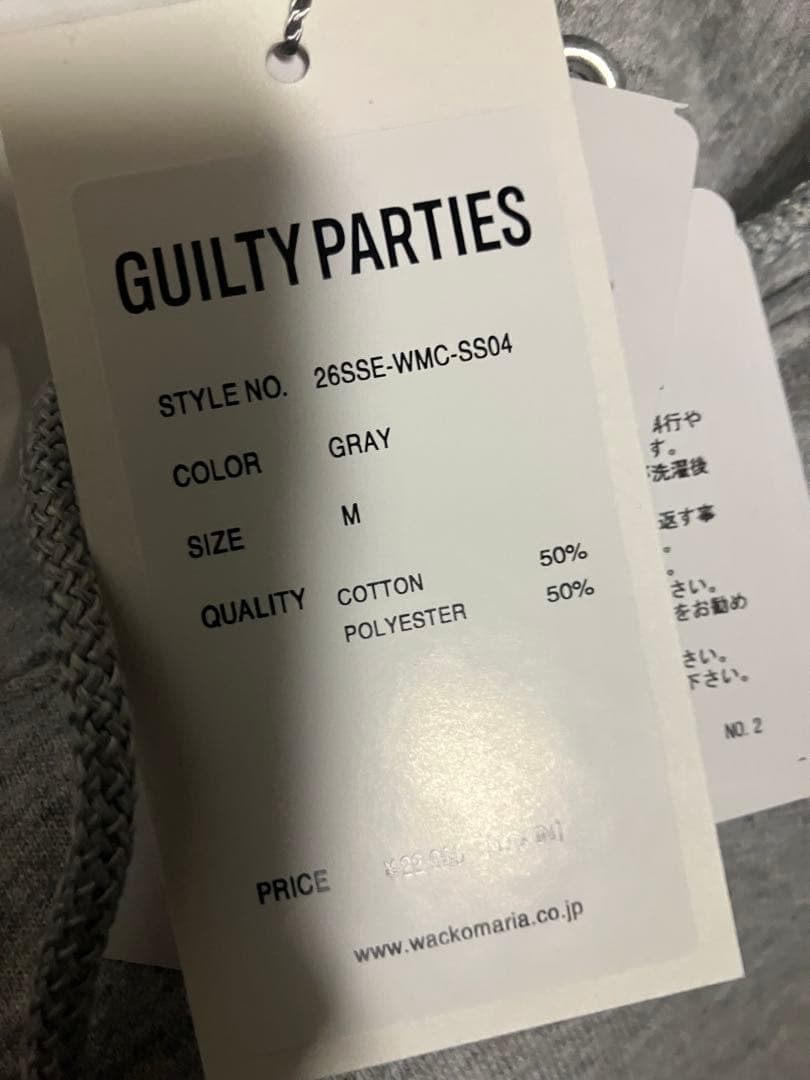 GUILTY PARTIES
STYLE NO. 26SSE-WMC-SS04
COLOR GRAY
SIZE M
QUALITY COTTON 50%
POLYESTER 50%
PRICE
www.wackomaria.co.jp
行や
す。
洗濯後
返す事
。
。
さい。
をお勧め
さい。
下さい。
NO. 2